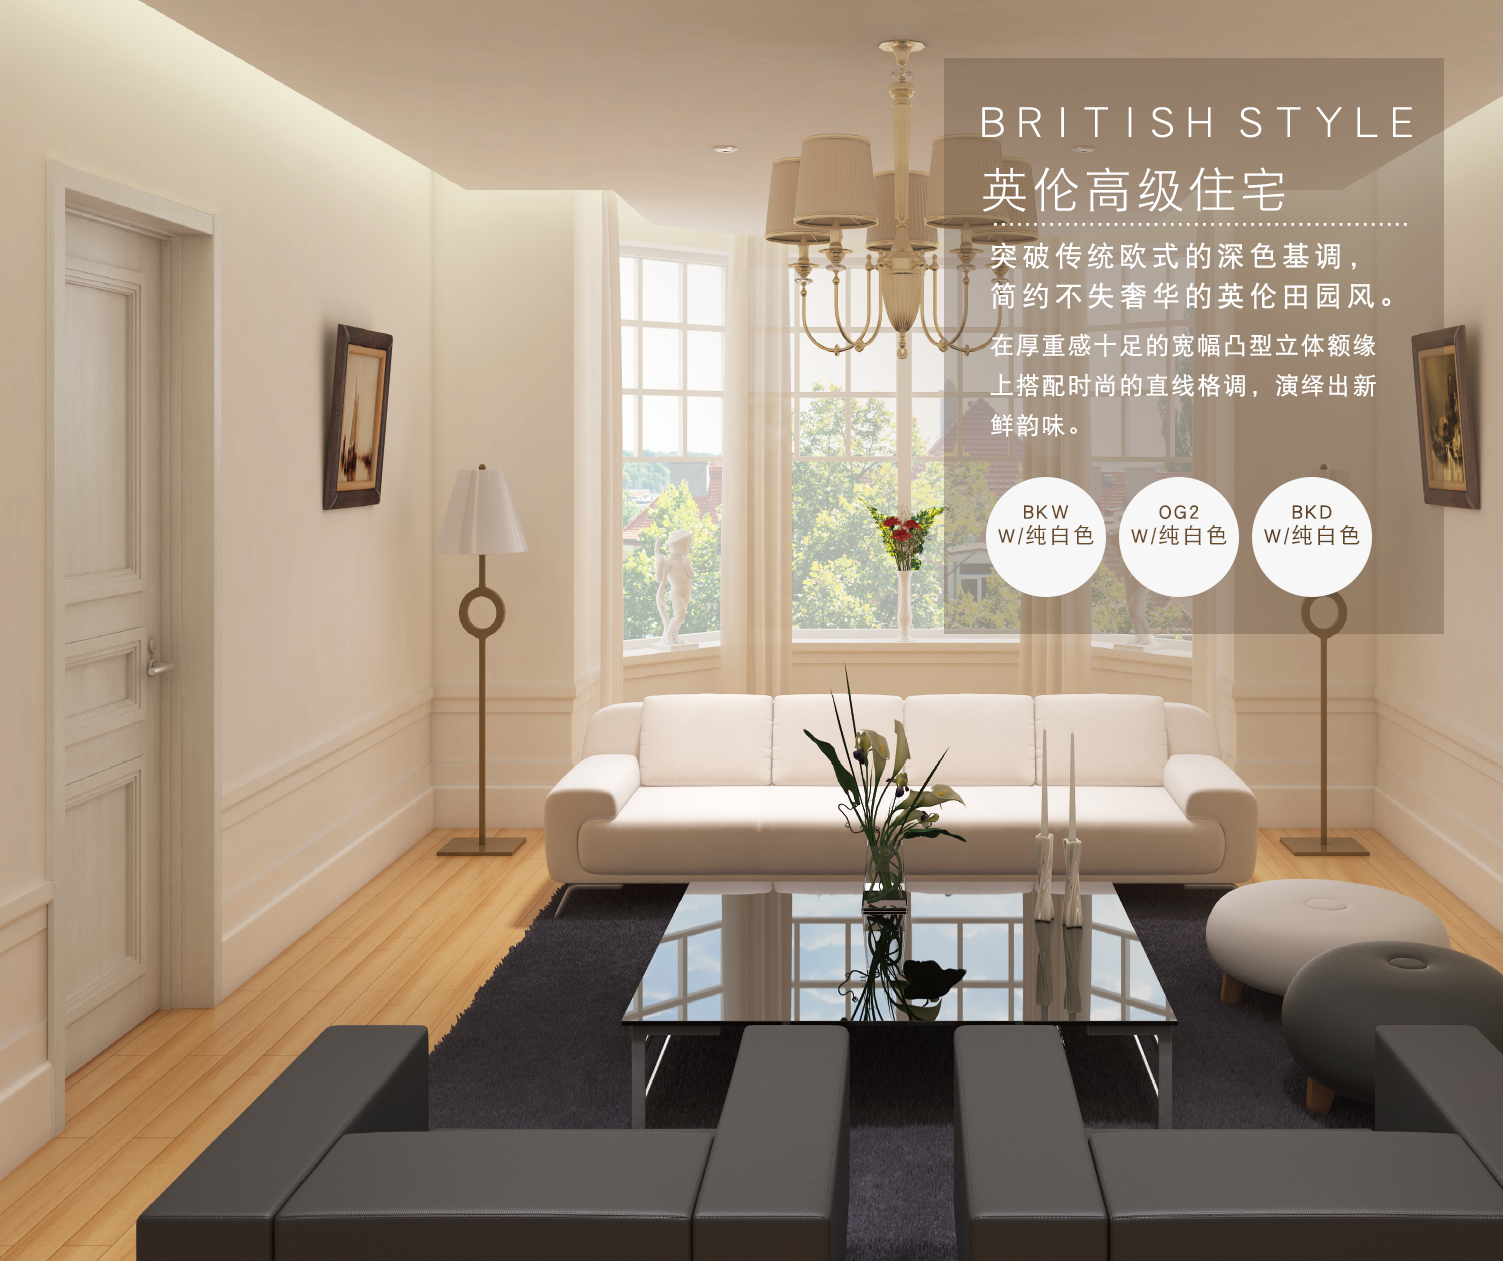 BRITISH STYLE
英伦高级住宅
突破传统欧式的深色基调，
简约不失奢华的英伦田园风。
在厚重感十足的宽幅凸型立体额缘
上搭配时尚的直线格调，演绎出新
鲜韵味。
BKW
W/纯白色
OG2
W/纯白色
BKD
W/纯白色